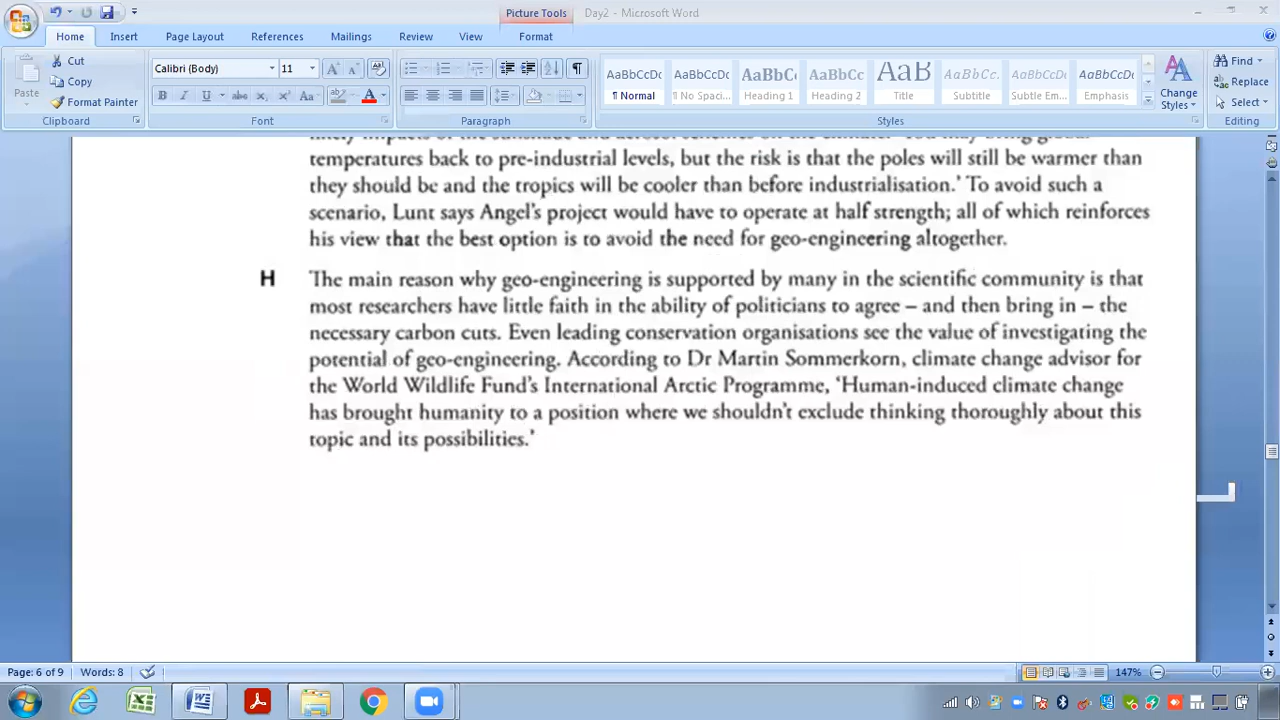 Picture Tools
Day2 - Microsoft Word
Home Insert Page Layout References Mailings Review View Format
Paste
Cut
Copy
Format Painter
Clipboard
Calibri (Body) 11
Font
Paragraph
AaBbCcDc AaBbCcDc AaBbC AaBbCc AaB AaBbCc. AaBbCcDc AaBbCcDc
¶ Normal ¶ No Spaci... Heading 1 Heading 2 Title Subtitle Subtle Em... Emphasis
Styles
Change Styles
Find
Replace
Select
Editing
temperatures back to pre-industrial levels, but the risk is that the poles will still be warmer than
they should be and the tropics will be cooler than before industrialisation.' To avoid such a
scenario, Lunt says Angel's project would have to operate at half strength; all of which reinforces
his view that the best option is to avoid the need for geo-engineering altogether.
H The main reason why geo-engineering is supported by many in the scientific community is that
most researchers have little faith in the ability of politicians to agree – and then bring in – the
necessary carbon cuts. Even leading conservation organisations see the value of investigating the
potential of geo-engineering. According to Dr Martin Sommerkorn, climate change advisor for
the World Wildlife Fund's International Arctic Programme, 'Human-induced climate change
has brought humanity to a position where we shouldn't exclude thinking thoroughly about this
topic and its possibilities.'
Page: 6 of 9 Words: 8 147%